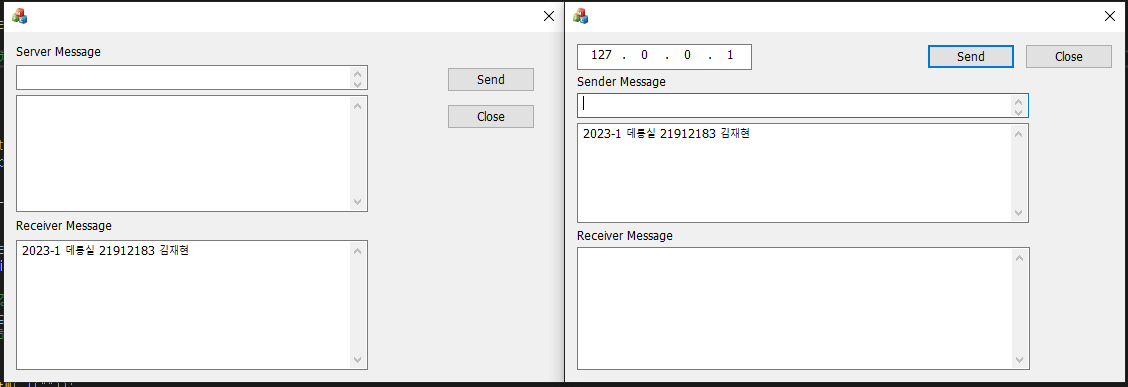 Server Message
Send
Close
Receiver Message
2023-1 데통실 21912183 김재현
127 . 0 . 0 . 1
Send
Close
Sender Message
2023-1 데통실 21912183 김재현
Receiver Message